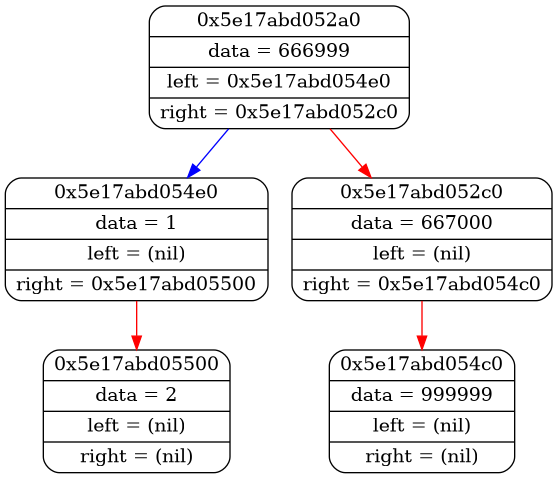 0x5e17abd052a0
data = 666999
left = 0x5e17abd054e0
right = 0x5e17abd052c0
0x5e17abd054e0
data = 1
left = (nil)
right = 0x5e17abd05500
0x5e17abd052c0
data = 667000
left = (nil)
right = 0x5e17abd054c0
0x5e17abd05500
data = 2
left = (nil)
right = (nil)
0x5e17abd054c0
data = 999999
left = (nil)
right = (nil)